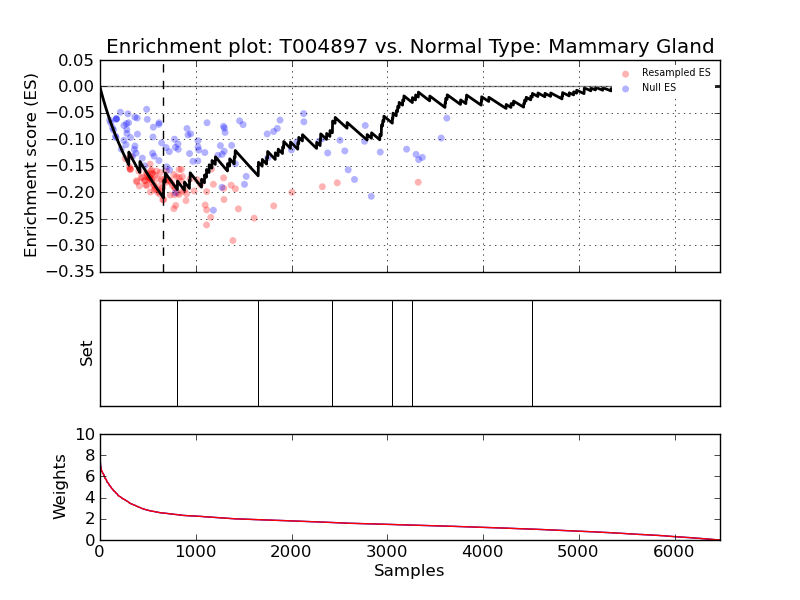 Enrichment plot: T004897 vs. Normal Type: Mammary Gland
Enrichment score (ES)
0.05
0.00
−0.05
−0.10
−0.15
−0.20
−0.25
−0.30
−0.35
Resampled ES
Null ES
Set
Weights
10
8
6
4
2
0
0 1000 2000 3000 4000 5000 6000
Samples